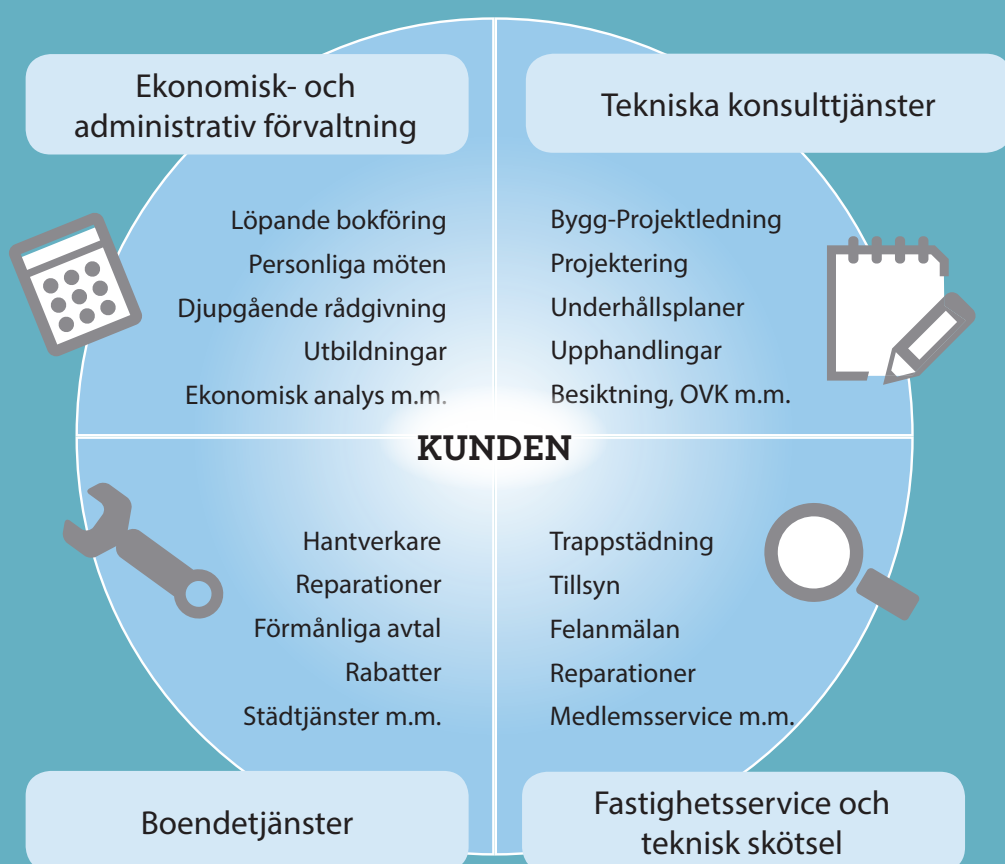 Ekonomisk- och
administrativ förvaltning
Löpande bokföring
Personliga möten
Djupgående rådgivning
Utbildningar
Ekonomisk analys m.m.
Tekniska konsulttjänster
Bygg-Projektledning
Projektering
Underhållsplaner
Upphandlingar
Besiktning, OVK m.m.
KUNDEN
Hantverkare
Reparationer
Förmånliga avtal
Rabatter
Städtjänster m.m.
Boendetjänster
Trappstädning
Tillsyn
Felanmälan
Reparationer
Medlemsservice m.m.
Fastighetsservice och
teknisk skötsel